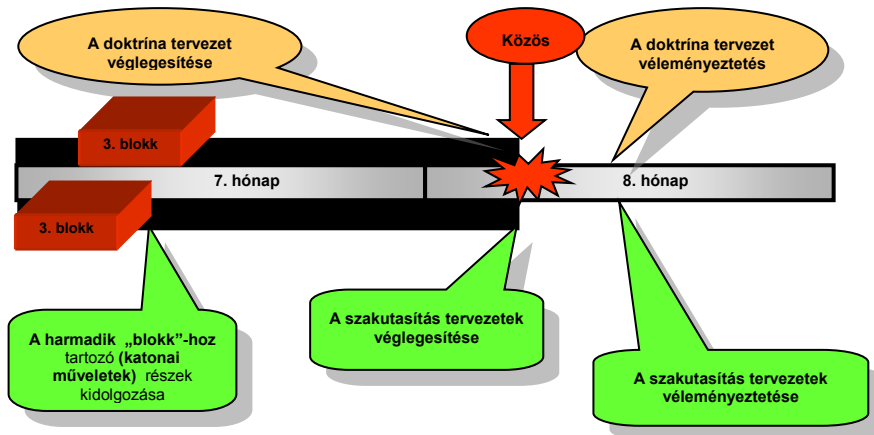 A doktrína tervezet
véglegesítése
Közös
A doktrína tervezet
véleményeztetés
3. blokk
7. hónap
8. hónap
3. blokk
A harmadik „blokk”-hoz
tartozó (katonai
műveletek) részek
kidolgozása
A szakutasítás tervezetek
véglegesítése
A szakutasítás tervezetek
véleményeztetése